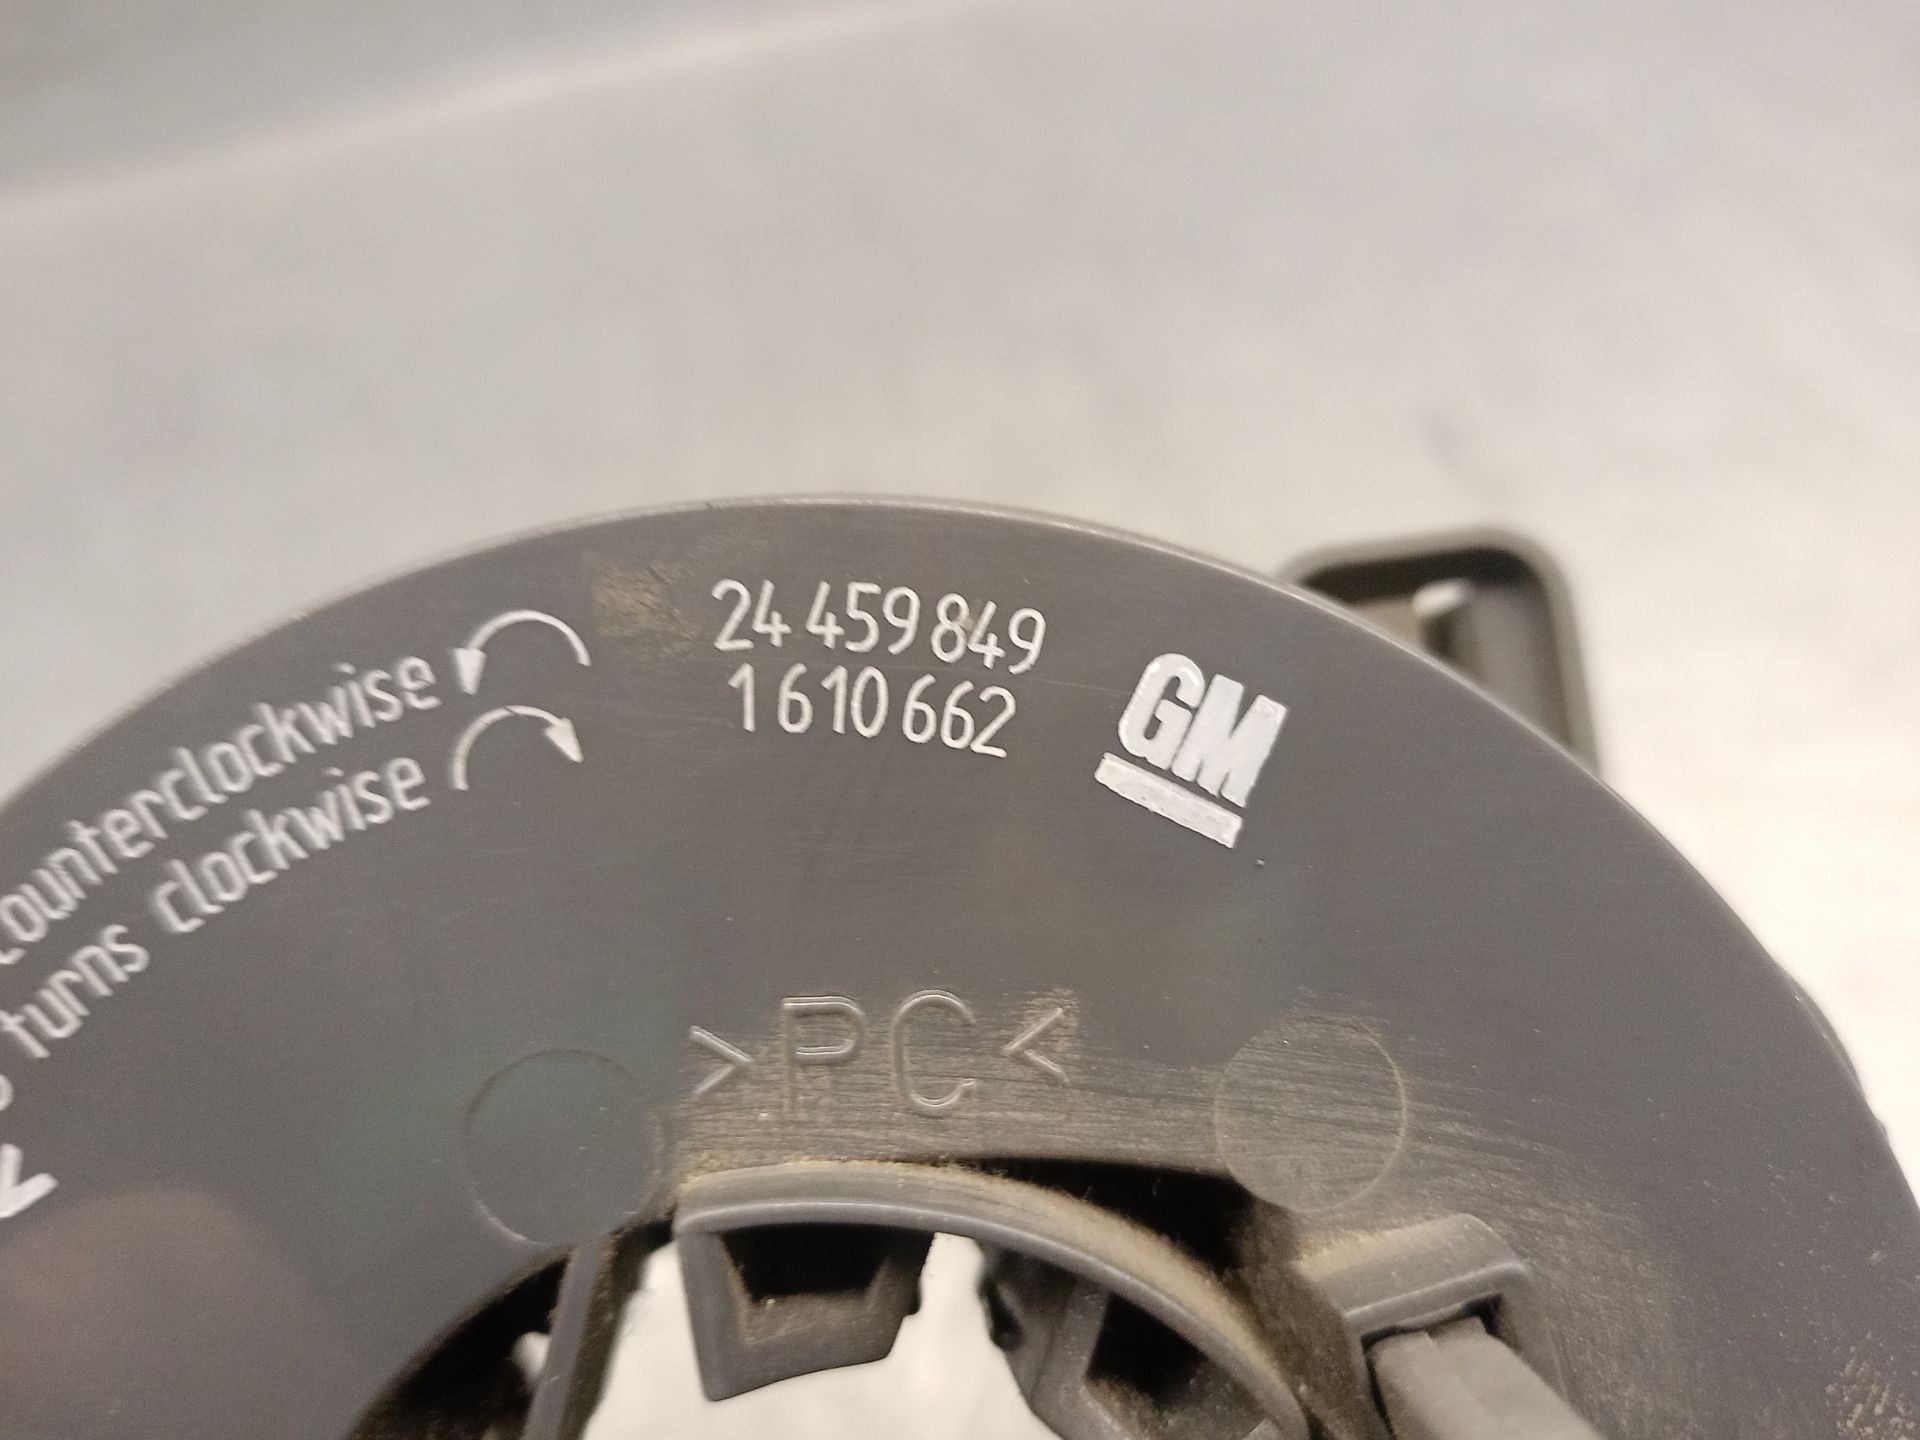 24 459 849
1 610 662
GM
counterclockwise
turns clockwise
>PC<